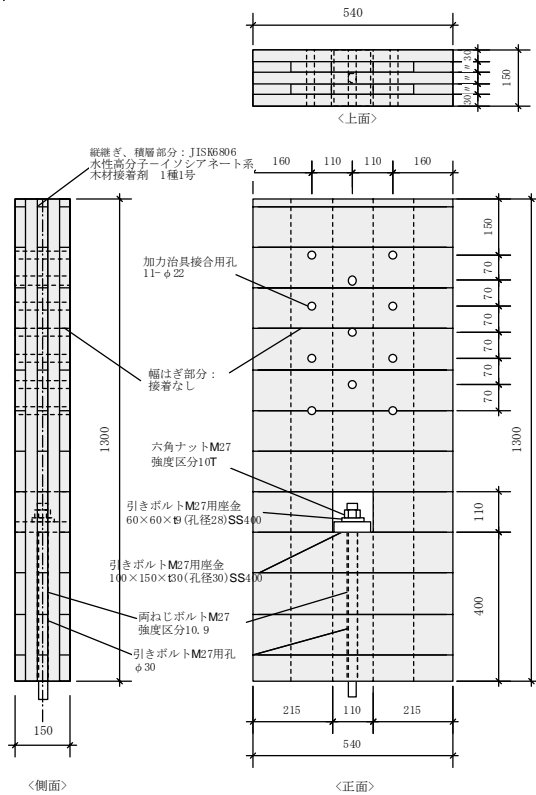 540
30
〃
〃
〃
30
150
〈上面〉
縦継ぎ、積層部分：JISK6806
水性高分子－イソシアネート系
木材接着剤　1種1号
160
110
110
160
加力治具接合用孔
11-φ22
150
70
70
70
70
70
70
幅はぎ部分：
接着なし
1300
1300
六角ナットM27
強度区分10T
引きボルトM27用座金
60×60×t9(孔径28)SS400
110
引きボルトM27用座金
100×150×t30(孔径30)SS400
400
両ねじボルトM27
強度区分10.9
引きボルトM27用孔
φ30
215
110
215
150
540
〈側面〉
〈正面〉